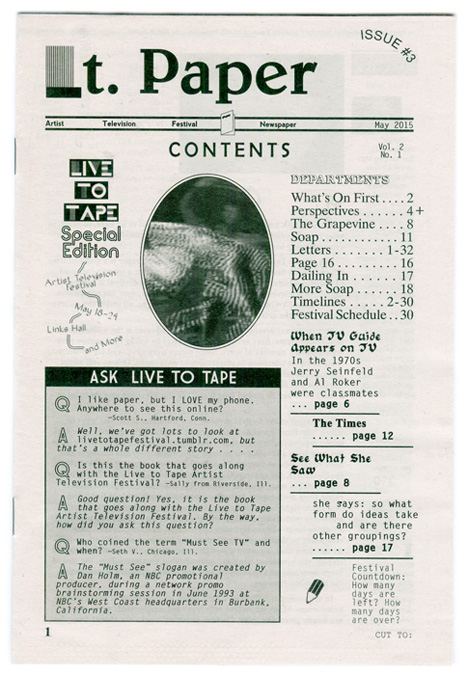 ISSUE #3
Lt. Paper
Artist Television Festival Newspaper May 2015
CONTENTS
Vol. 2
No. 1
LIVE
TO
TAPE
Special
Edition
Artist Television
Festival
May 18-24
Links Hall
and More
DEPARTMENTS
What's On First .... 2
Perspectives ...... 4+
The Grapevine .... 8
Soap ............. 11
Letters ........ 1-32
Page 16 ......... 16
Dailing In ....... 17
More Soap ....... 18
Timelines ..... 2-30
Festival Schedule .. 30
When TV Guide
Appears on TV
In the 1970s
Jerry Seinfeld
and Al Roker
were classmates
... page 6
The Times
...... page 12
See What She
Saw
... page 8
she says: so what
form do ideas take
and are there
other groupings?
...... page 17
Festival
Countdown:
How many
days are
left? How
many days
are over?
CUT TO:
ASK LIVE TO TAPE
Q I like paper, but I LOVE my phone.
Anywhere to see this online?
—Scott S., Hartford, Conn.
A Well, we've got lots to look at
livetotapefestival.tumblr.com, but
that's a whole different story . . . .
Q Is this the book that goes along
with the Live to Tape Artist
Television Festival? —Sally from Riverside, Ill.
A Good question! Yes, it is the book
that goes along with the Live to Tape
Artist Television Festival. By the way,
how did you ask this question?
Q Who coined the term "Must See TV" and
when? —Seth V., Chicago, Ill.
A The "Must See" slogan was created by
Dan Holm, an NBC promotional
producer, during a network promo
brainstorming session in June 1993 at
NBC's West Coast headquarters in Burbank,
California.
1